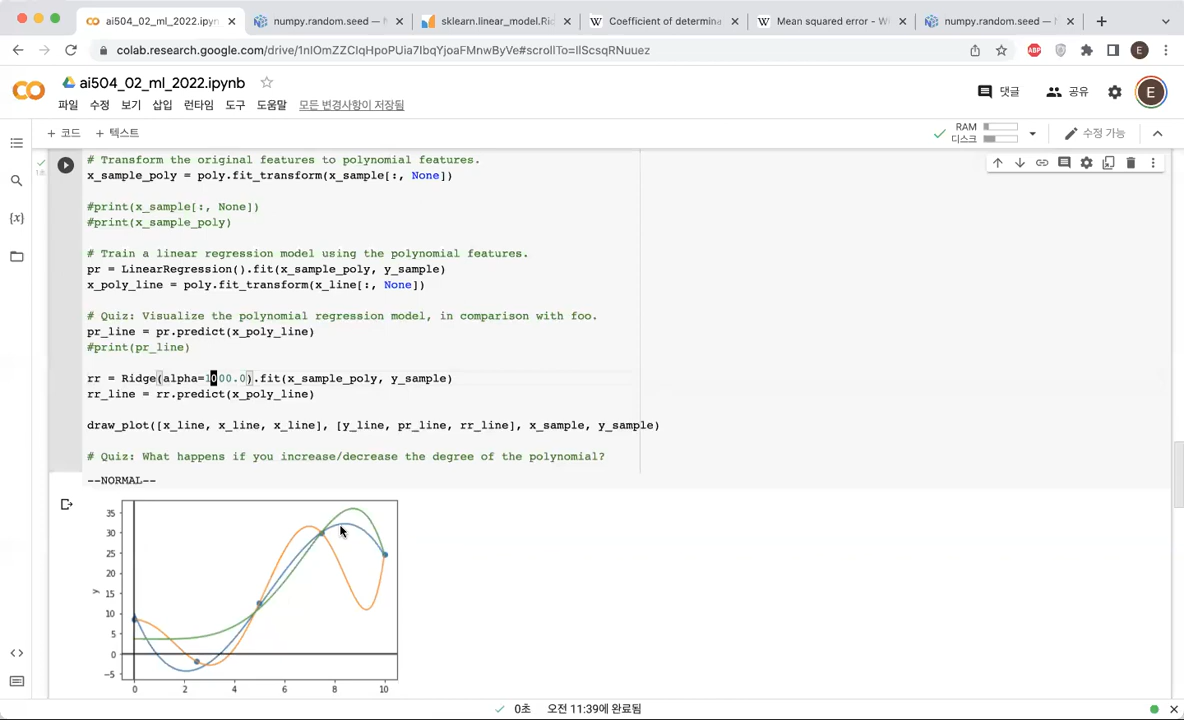 ai504_02_ml_2022.ipynb
numpy.random.seed —
sklearn.linear_model.Rid
Coefficient of determina
Mean squared error - Wi
numpy.random.seed —
colab.research.google.com/drive/1nlOmZZClqHpoPUia7lbqYjoaFMnwByVe#scrollTo=IlScsqRNuuez
ABP
E
ai504_02_ml_2022.ipynb
파일 수정 보기 삽입 런타임 도구 도움말 모든 변경사항이 저장됨
댓글 공유
E
+ 코드 + 텍스트
RAM
디스크
수정 가능
1초
# Transform the original features to polynomial features.
x_sample_poly = poly.fit_transform(x_sample[:, None])
#print(x_sample[:, None])
#print(x_sample_poly)
# Train a linear regression model using the polynomial features.
pr = LinearRegression().fit(x_sample_poly, y_sample)
x_poly_line = poly.fit_transform(x_line[:, None])
# Quiz: Visualize the polynomial regression model, in comparison with foo.
pr_line = pr.predict(x_poly_line)
#print(pr_line)
rr = Ridge(alpha=1000.0).fit(x_sample_poly, y_sample)
rr_line = rr.predict(x_poly_line)
draw_plot([x_line, x_line, x_line], [y_line, pr_line, rr_line], x_sample, y_sample)
# Quiz: What happens if you increase/decrease the degree of the polynomial?
--NORMAL--
35
30
25
20
15
10
5
0
−5
y
0 2 4 6 8 10
0초 오전 11:39에 완료됨